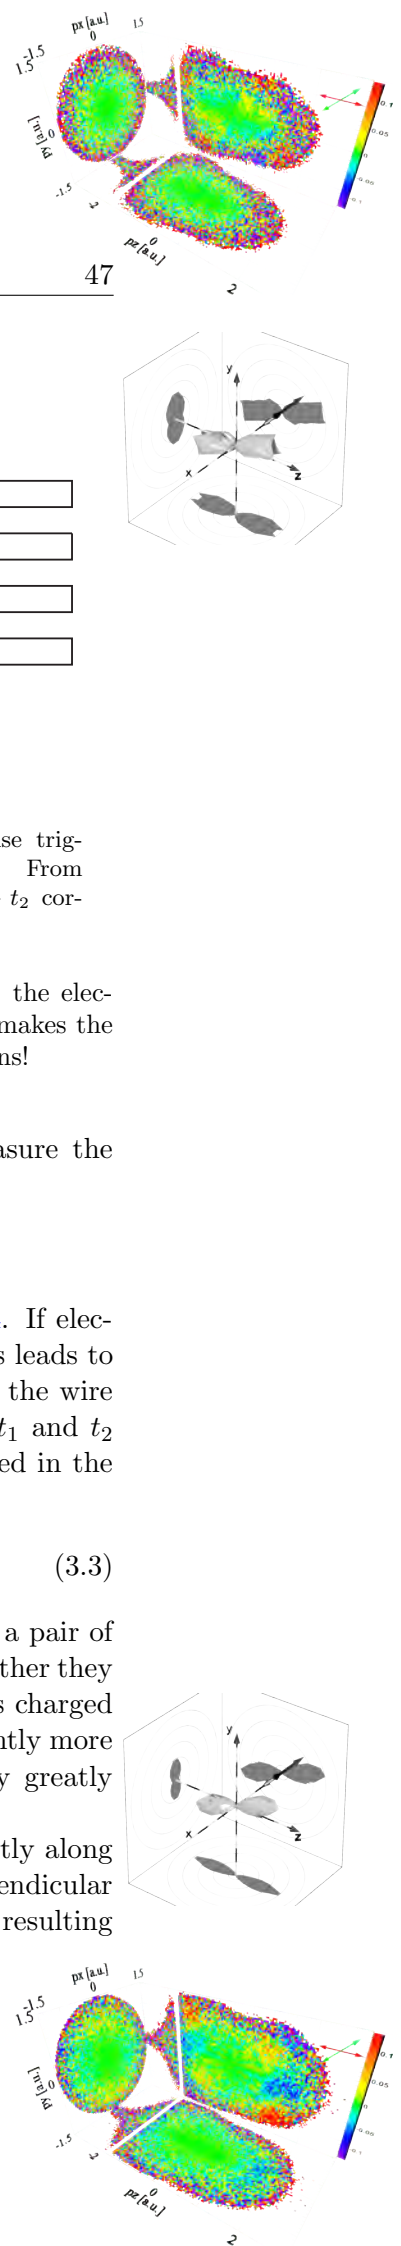 px [a.u.]
-1.5 0 1.5
1.5
py [a.u.]
0
-1.5
-2
pz [a.u.]
0
2
0.1
0.05
0
0.05
0.1
47
y
x
z
se trig-
From
t₂ cor-
the elec-
makes the
ns!
asure the
. If elec-
s leads to
the wire
t₁ and t₂
ed in the
(3.3)
a pair of
ther they
s charged
ntly more
y greatly
tly along
endicular
resulting
y
x
z
px [a.u.]
-1.5 0 1.5
1.5
py [a.u.]
0
-1.5
pz [a.u.]
0
2
0.1
0.05
0
0.05
0.1